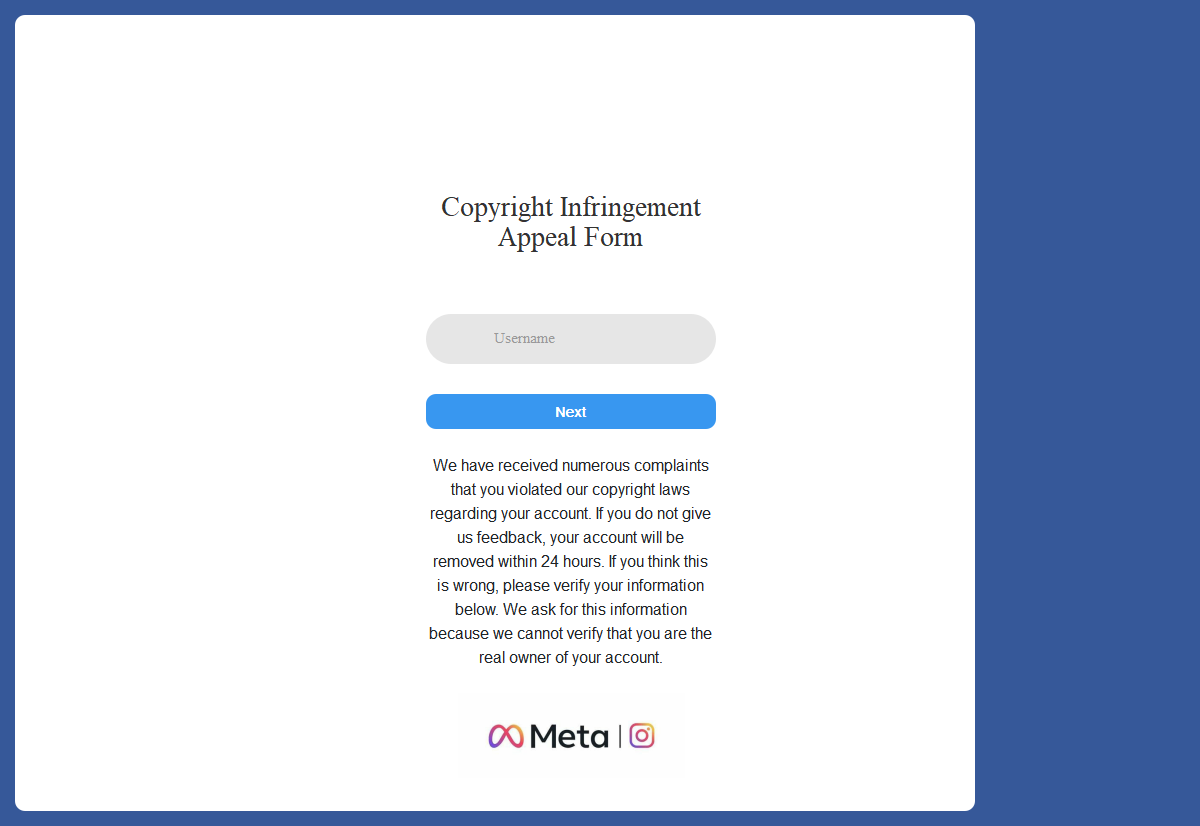 Copyright Infringement
Appeal Form
Username
Next
We have received numerous complaints
that you violated our copyright laws
regarding your account. If you do not give
us feedback, your account will be
removed within 24 hours. If you think this
is wrong, please verify your information
below. We ask for this information
because we cannot verify that you are the
real owner of your account.
Meta